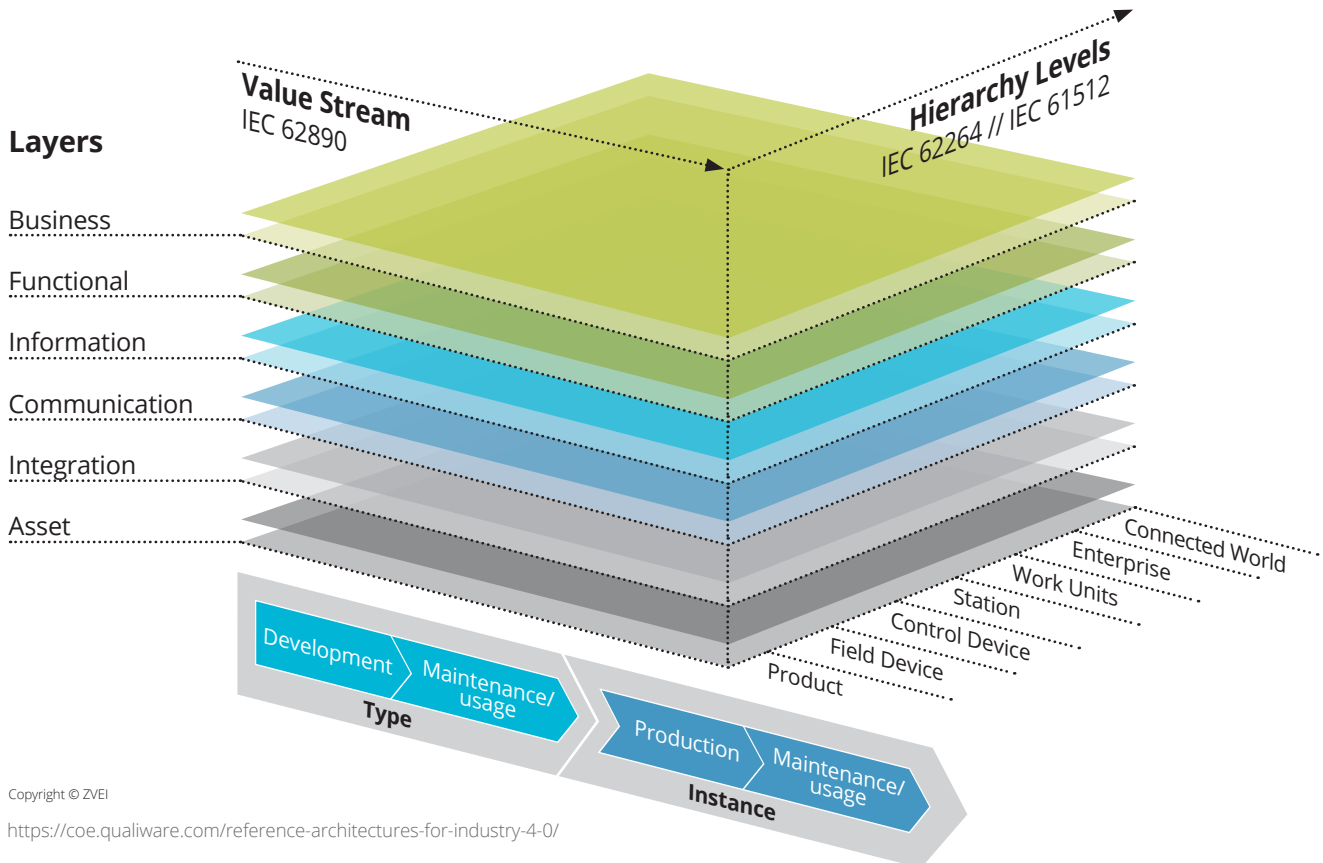 Value Stream
IEC 62890
Hierarchy Levels
IEC 62264 // IEC 61512
Layers
Business
Functional
Information
Communication
Integration
Asset
Connected World
Enterprise
Work Units
Station
Control Device
Field Device
Product
Development
Maintenance/
usage
Type
Production
Maintenance/
usage
Instance
Copyright © ZVEI
https://coe.qualiware.com/reference-architectures-for-industry-4-0/